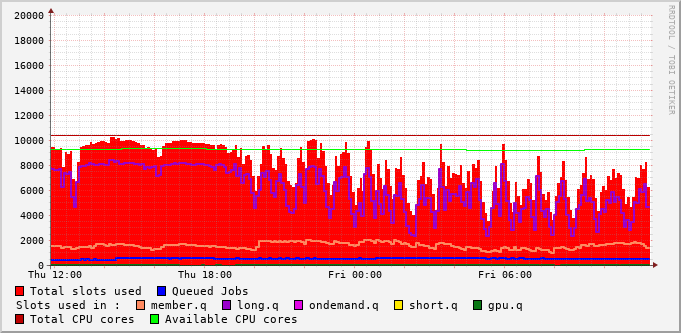 RRDTOOL / TOBI OETIKER
20000
18000
16000
14000
12000
10000
8000
6000
4000
2000
0
Thu 12:00 Thu 18:00 Fri 00:00 Fri 06:00
Total slots used Queued Jobs
Slots used in : member.q long.q ondemand.q short.q gpu.q
Total CPU cores Available CPU cores